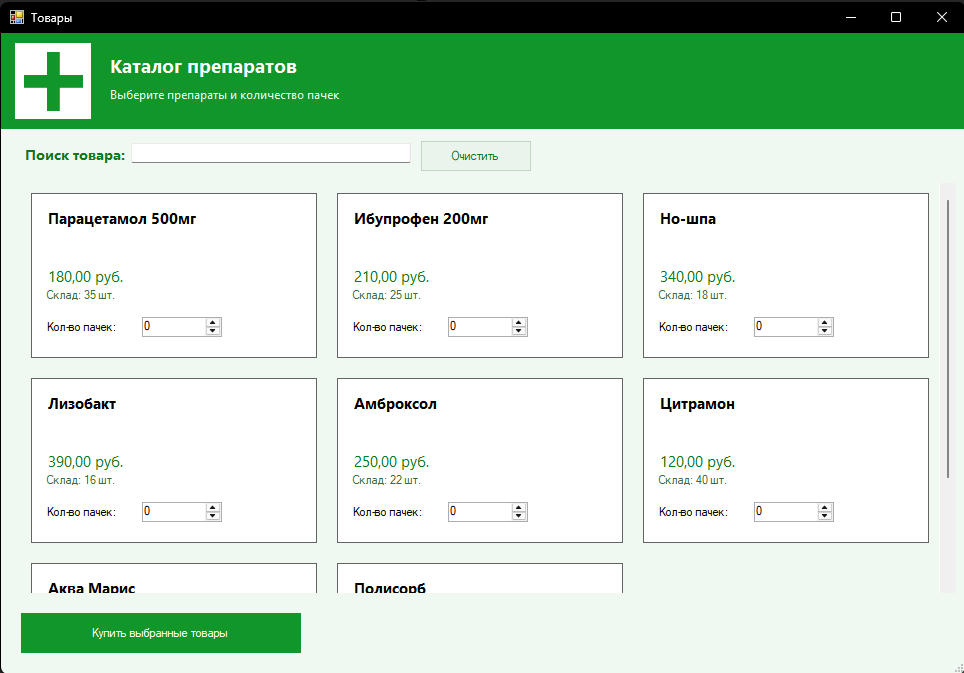 Товары
Каталог препаратов
Выберите препараты и количество пачек
Поиск товара:
Очистить
Парацетамол 500мг
180,00 руб.
Склад: 35 шт.
Кол-во пачек: 0
Ибупрофен 200мг
210,00 руб.
Склад: 25 шт.
Кол-во пачек: 0
Но-шпа
340,00 руб.
Склад: 18 шт.
Кол-во пачек: 0
Лизобакт
390,00 руб.
Склад: 16 шт.
Кол-во пачек: 0
Амброксол
250,00 руб.
Склад: 22 шт.
Кол-во пачек: 0
Цитрамон
120,00 руб.
Склад: 40 шт.
Кол-во пачек: 0
Аква Марис
Полисорб
Купить выбранные товары